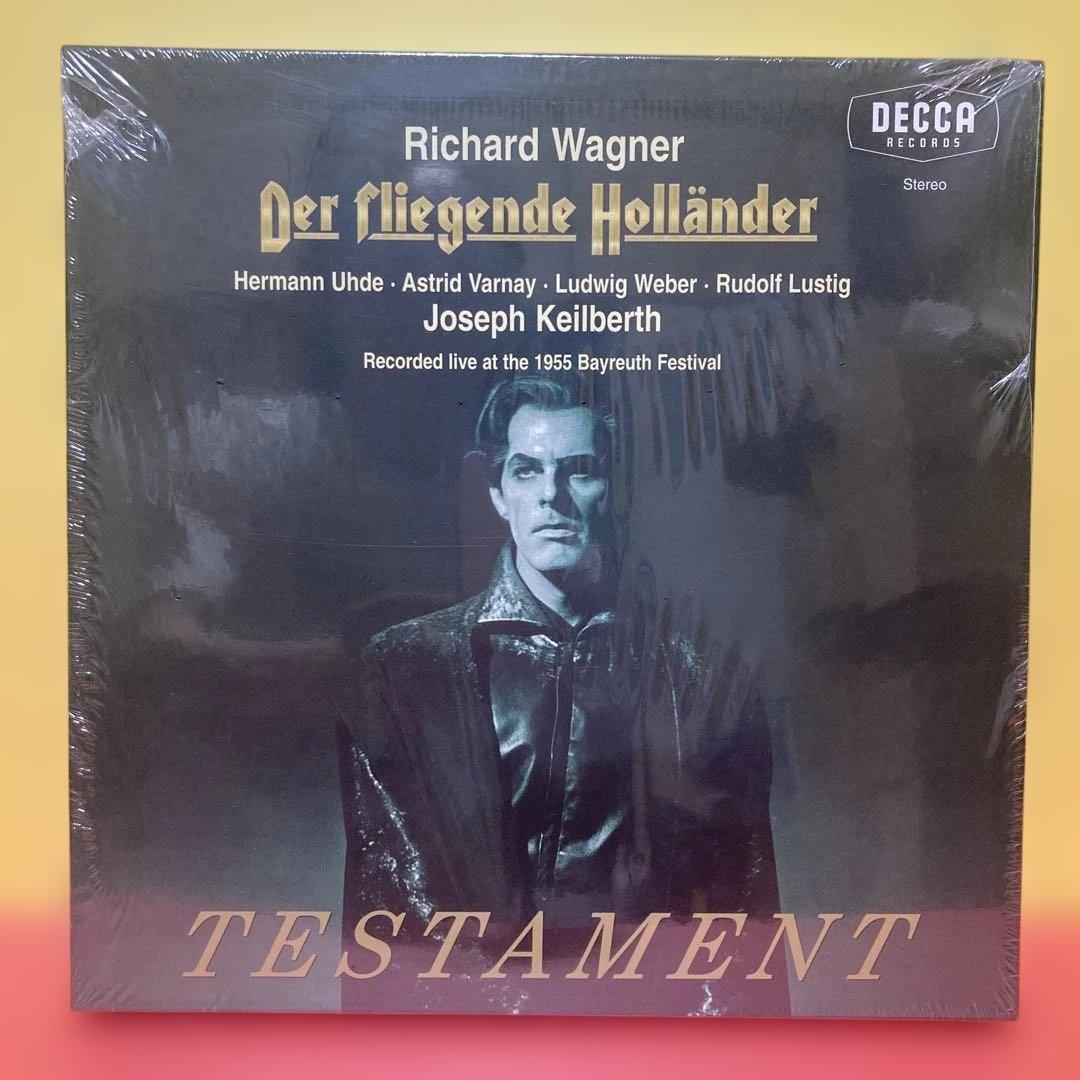 DECCA
RECORDS
Stereo
Richard Wagner
Der fliegende Holländer
Hermann Uhde · Astrid Varnay · Ludwig Weber · Rudolf Lustig
Joseph Keilberth
Recorded live at the 1955 Bayreuth Festival
TESTAMENT